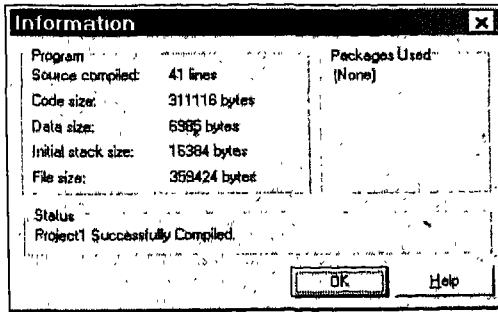 Information
Program
Source compiled: 41 lines
Code size: 311116 bytes
Data size: 6985 bytes
Initial stack size: 16384 bytes
File size: 359424 bytes
Packages Used
(None)
Status
Project1 Successfully Compiled.
OK Help